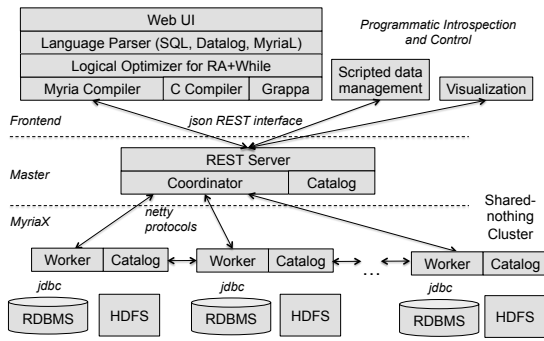 Web UI
Programmatic Introspection
and Control
Language Parser (SQL, Datalog, MyriaL)
Logical Optimizer for RA+While
Myria Compiler
C Compiler
Grappa
Scripted data
management
Visualization
Frontend
json REST interface
REST Server
Master
Coordinator
Catalog
Shared-
nothing
Cluster
MyriaX
netty
protocols
Worker
Catalog
Worker
Catalog
...
Worker
Catalog
jdbc
jdbc
jdbc
RDBMS
HDFS
RDBMS
HDFS
RDBMS
HDFS